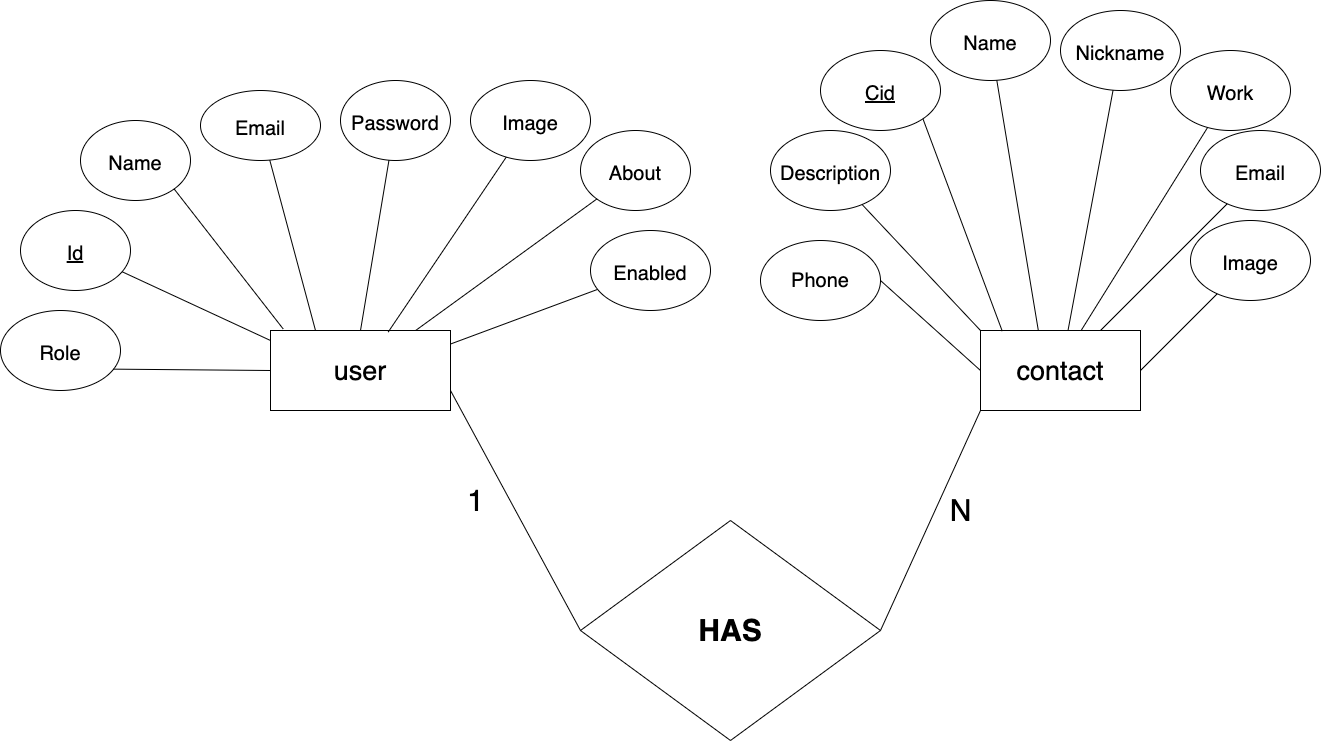 Name
Nickname
Cid
Work
Email
Password
Image
Name
About
Description
Email
Id
Enabled
Phone
Image
Role
user
contact
1
N
HAS